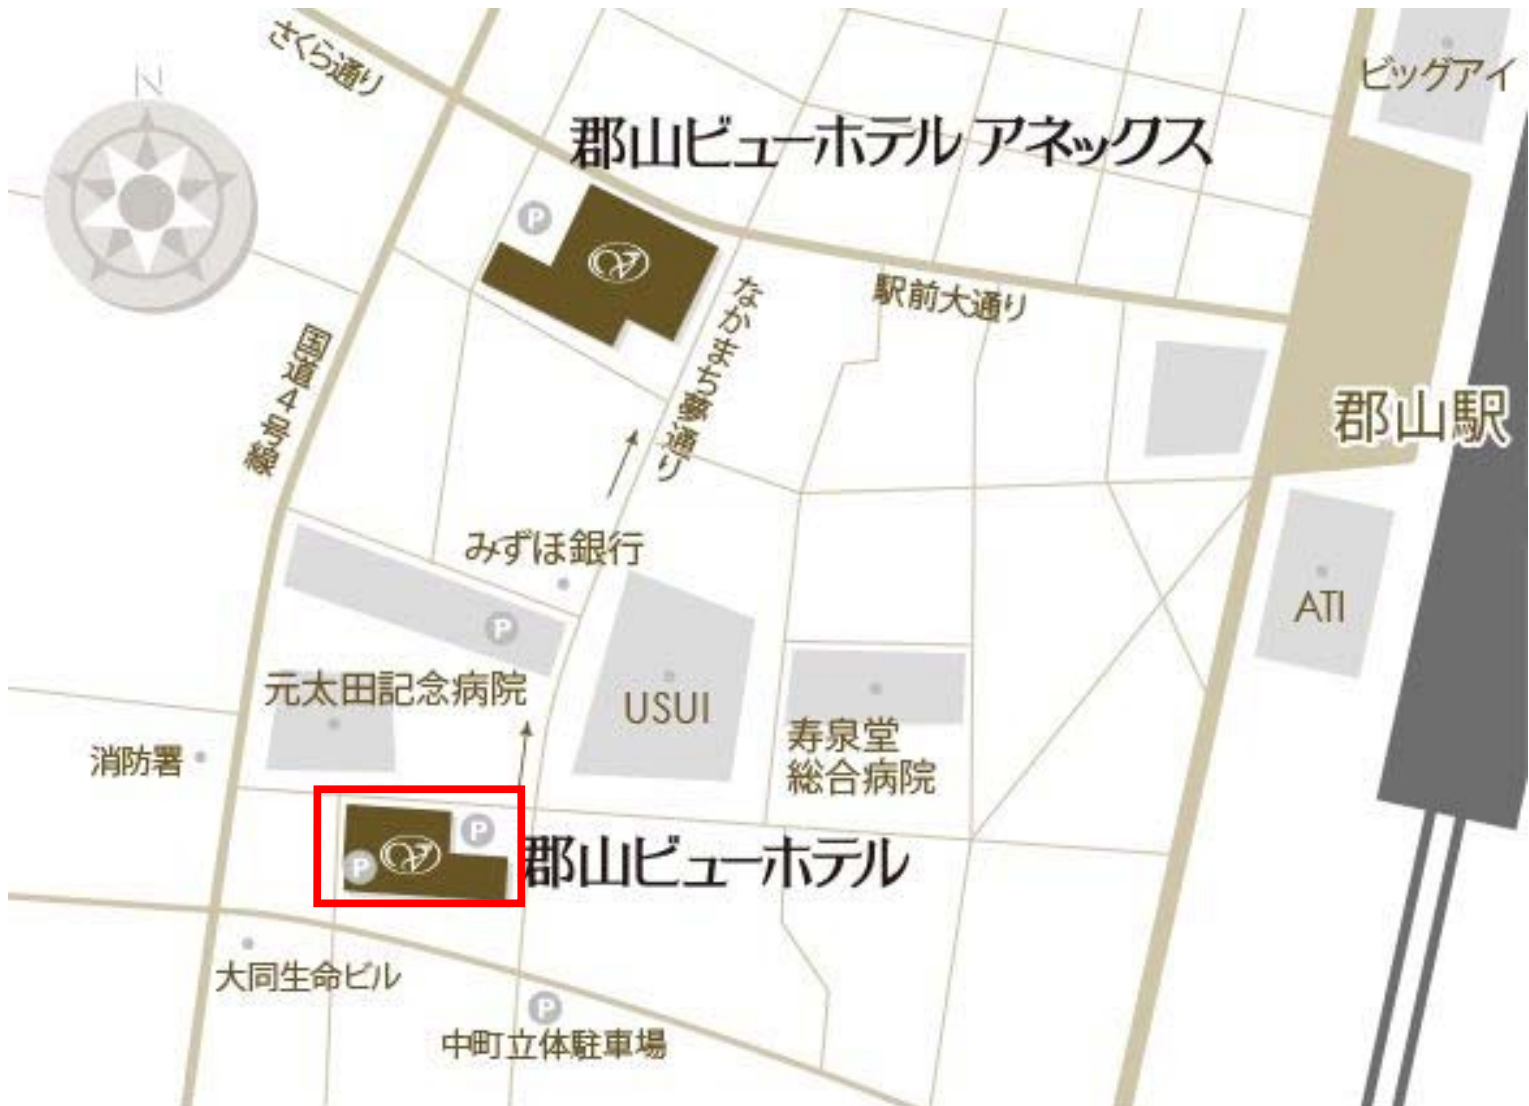 さくら通り
N
ビッグアイ
郡山ビューホテル アネックス
P
駅前大通り
なかまち夢通り
国道4号線
郡山駅
みずほ銀行
P
ATI
元太田記念病院
USUI
寿泉堂
総合病院
消防署
P
P
郡山ビューホテル
大同生命ビル
P
中町立体駐車場